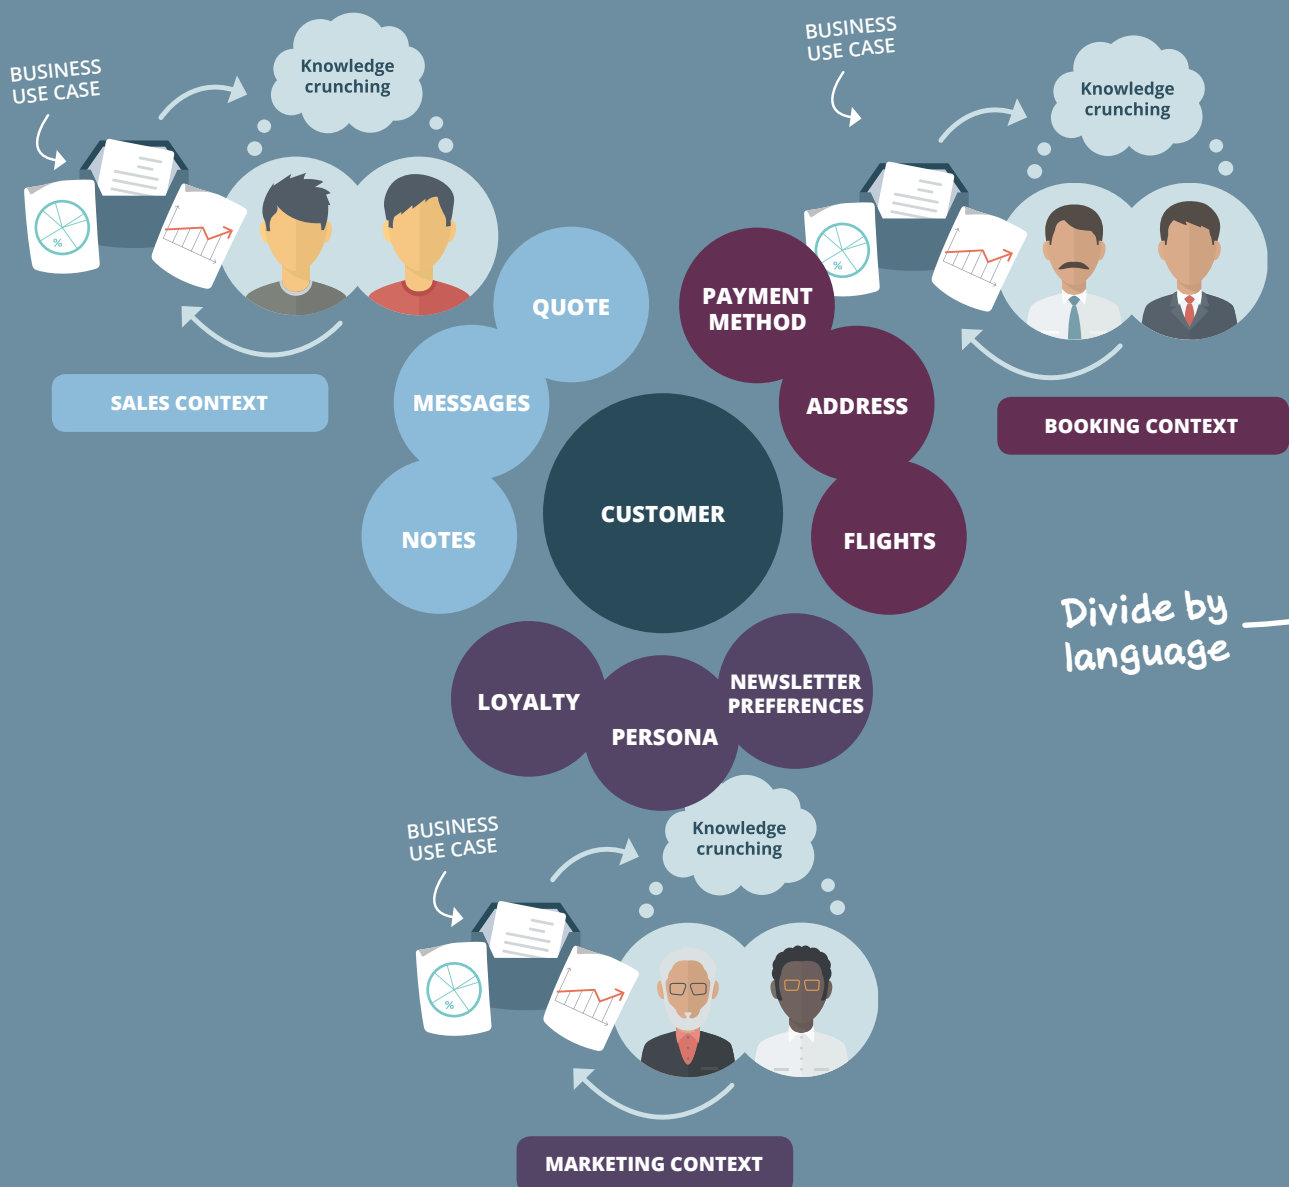 BUSINESS
USE CASE
Knowledge
crunching
%
SALES CONTEXT
BUSINESS
USE CASE
Knowledge
crunching
%
BOOKING CONTEXT
QUOTE
MESSAGES
NOTES
PAYMENT
METHOD
ADDRESS
FLIGHTS
CUSTOMER
Divide by
language
LOYALTY
PERSONA
NEWSLETTER
PREFERENCES
BUSINESS
USE CASE
Knowledge
crunching
%
MARKETING CONTEXT